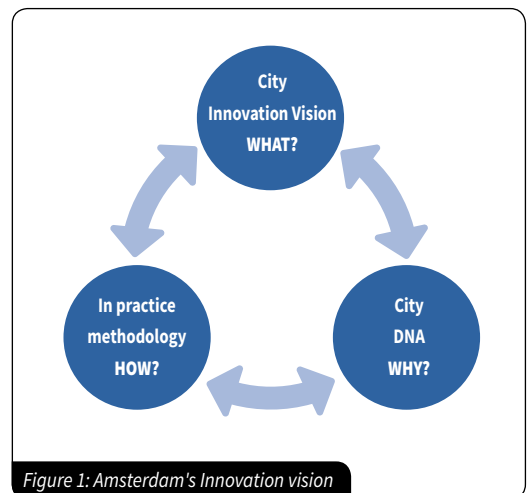 City
Innovation Vision
WHAT?
In practice
methodology
HOW?
City
DNA
WHY?
Figure 1: Amsterdam's Innovation vision